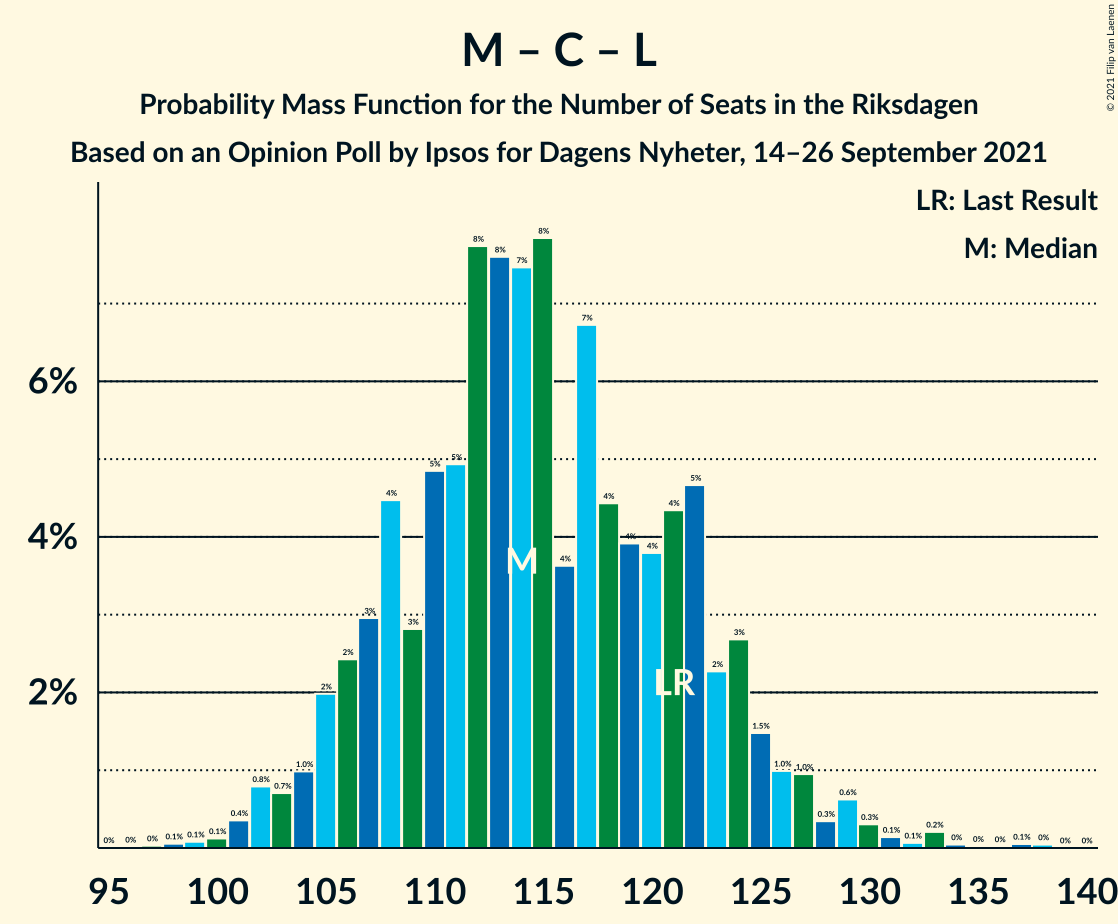 © 2021 Filip van Laenen
M – C – L
Probability Mass Function for the Number of Seats in the Riksdagen
Based on an Opinion Poll by Ipsos for Dagens Nyheter, 14–26 September 2021
LR: Last Result
M: Median
6%
4%
2%
0% 0% 0% 0.1% 0.1% 0.1% 0.4% 0.8% 0.7% 1.0% 2% 2% 3% 4% 3% 5% 5% 8% 8% 7% 8% 4% 7% 4% 4% 4% 4% 5% 2% 3% 1.5% 1.0% 1.0% 0.3% 0.6% 0.3% 0.1% 0.1% 0.2% 0% 0% 0% 0.1% 0% 0% 0%
M
LR
95 100 105 110 115 120 125 130 135 140